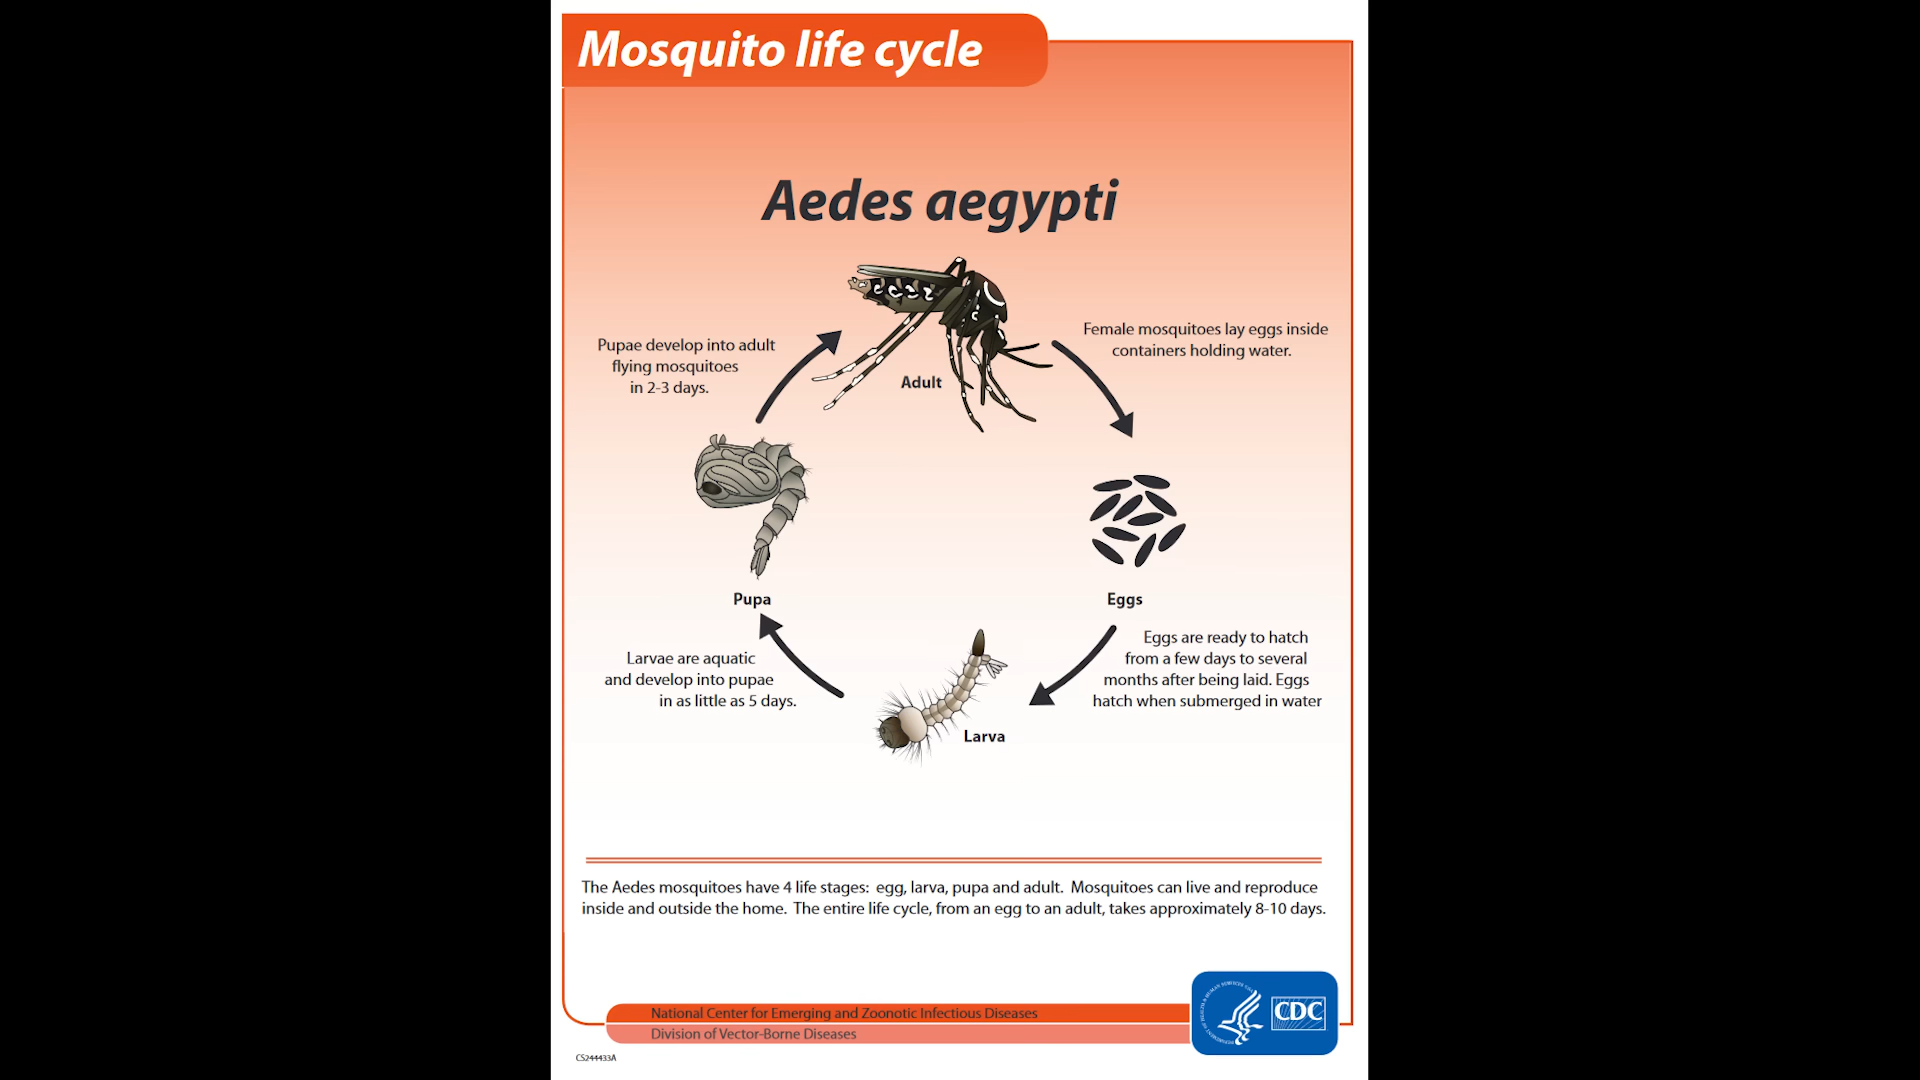 Mosquito life cycle
Aedes aegypti
Pupae develop into adult
flying mosquitoes
in 2-3 days.
Adult
Female mosquitoes lay eggs inside
containers holding water.
Pupa
Eggs
Larvae are aquatic
and develop into pupae
in as little as 5 days.
Larva
Eggs are ready to hatch
from a few days to several
months after being laid. Eggs
hatch when submerged in water
The Aedes mosquitoes have 4 life stages: egg, larva, pupa and adult. Mosquitoes can live and reproduce
inside and outside the home. The entire life cycle, from an egg to an adult, takes approximately 8-10 days.
National Center for Emerging and Zoonotic Infectious Diseases
Division of Vector-Borne Diseases
CDC
CS244433A